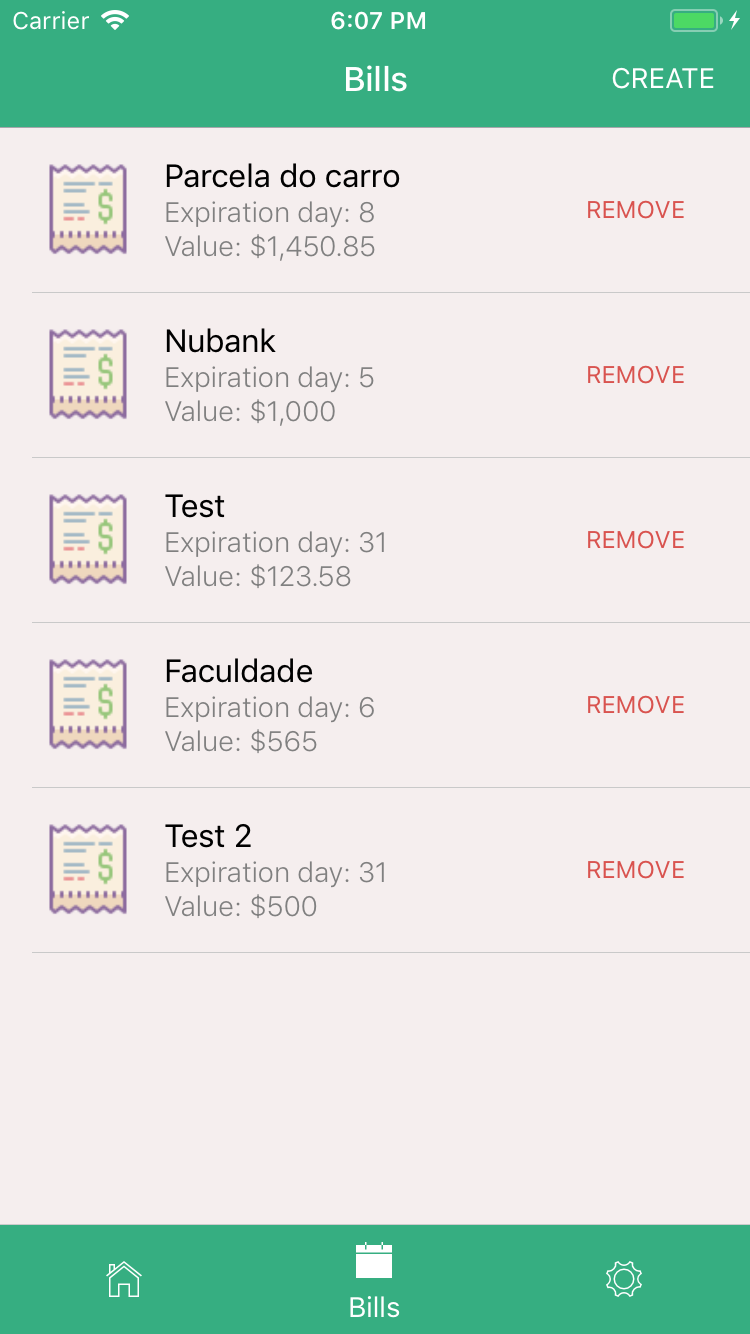 Carrier 6:07 PM
Bills CREATE
Parcela do carro
Expiration day: 8
Value: $1,450.85
REMOVE
Nubank
Expiration day: 5
Value: $1,000
REMOVE
Test
Expiration day: 31
Value: $123.58
REMOVE
Faculdade
Expiration day: 6
Value: $565
REMOVE
Test 2
Expiration day: 31
Value: $500
REMOVE
Bills